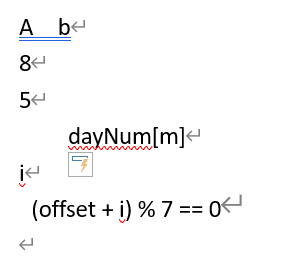 A b
8
5
dayNum[m]
i
(offset + i) % 7 == 0